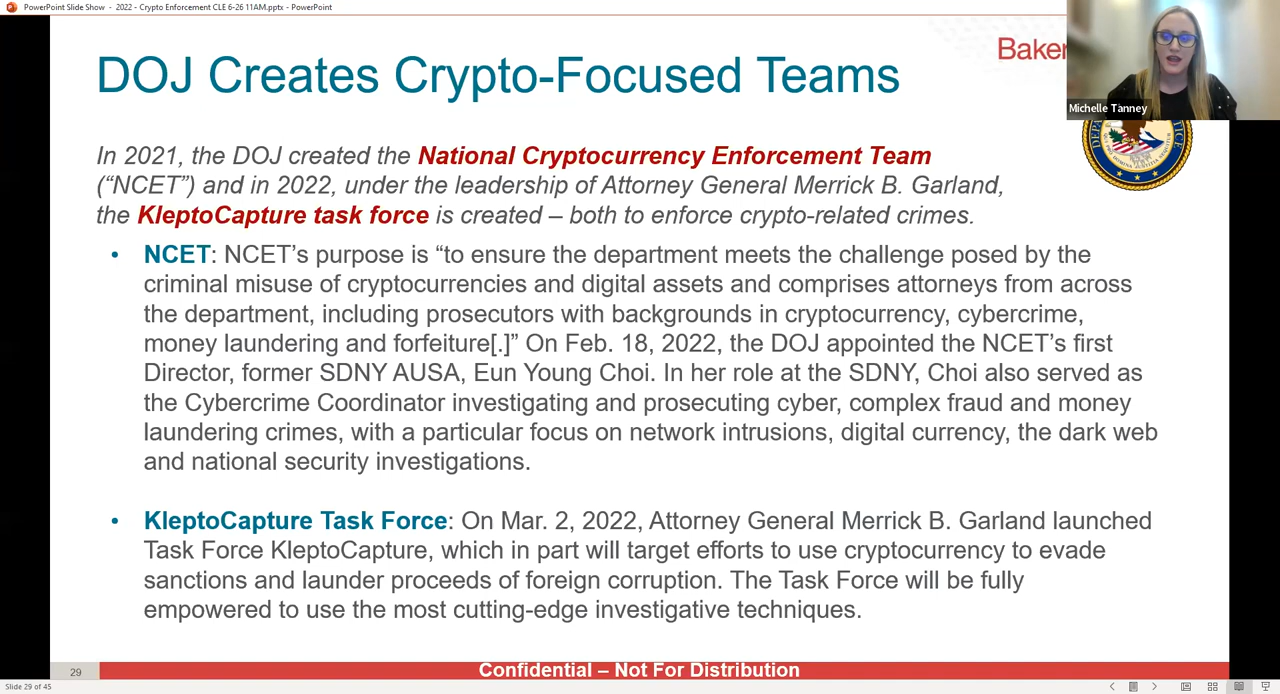 PowerPoint Slide Show - 2022 - Crypto Enforcement CLE 6-26 11AM.pptx - PowerPoint
DOJ Creates Crypto-Focused Teams
Baker
Michelle Tanney
In 2021, the DOJ created the National Cryptocurrency Enforcement Team
(“NCET”) and in 2022, under the leadership of Attorney General Merrick B. Garland,
the KleptoCapture task force is created – both to enforce crypto-related crimes.
• NCET: NCET’s purpose is “to ensure the department meets the challenge posed by the
criminal misuse of cryptocurrencies and digital assets and comprises attorneys from across
the department, including prosecutors with backgrounds in cryptocurrency, cybercrime,
money laundering and forfeiture[.]” On Feb. 18, 2022, the DOJ appointed the NCET’s first
Director, former SDNY AUSA, Eun Young Choi. In her role at the SDNY, Choi also served as
the Cybercrime Coordinator investigating and prosecuting cyber, complex fraud and money
laundering crimes, with a particular focus on network intrusions, digital currency, the dark web
and national security investigations.
• KleptoCapture Task Force: On Mar. 2, 2022, Attorney General Merrick B. Garland launched
Task Force KleptoCapture, which in part will target efforts to use cryptocurrency to evade
sanctions and launder proceeds of foreign corruption. The Task Force will be fully
empowered to use the most cutting-edge investigative techniques.
29
Confidential – Not For Distribution
Slide 29 of 45